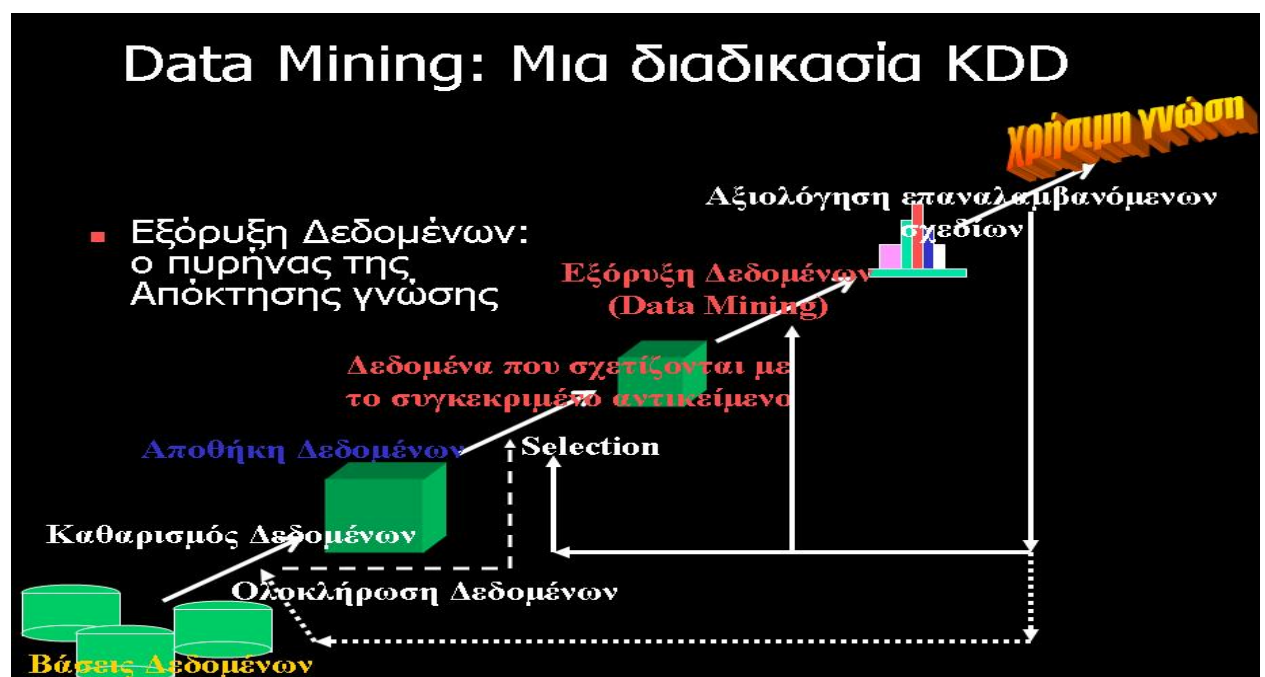 Data Mining: Μια διαδικασία KDD
χρήσιμη γνώση
Αξιολόγηση επαναλαμβανόμενων
σχεδίων
Εξόρυξη Δεδομένων:
ο πυρήνας της
Απόκτησης γνώσης
Εξόρυξη Δεδομένων
(Data Mining)
Δεδομένα που σχετίζονται με
το συγκεκριμένο αντικείμενο
Αποθήκη Δεδομένων
Selection
Καθαρισμός Δεδομένων
Ολοκλήρωση Δεδομένων
Βάσεις Δεδομένων